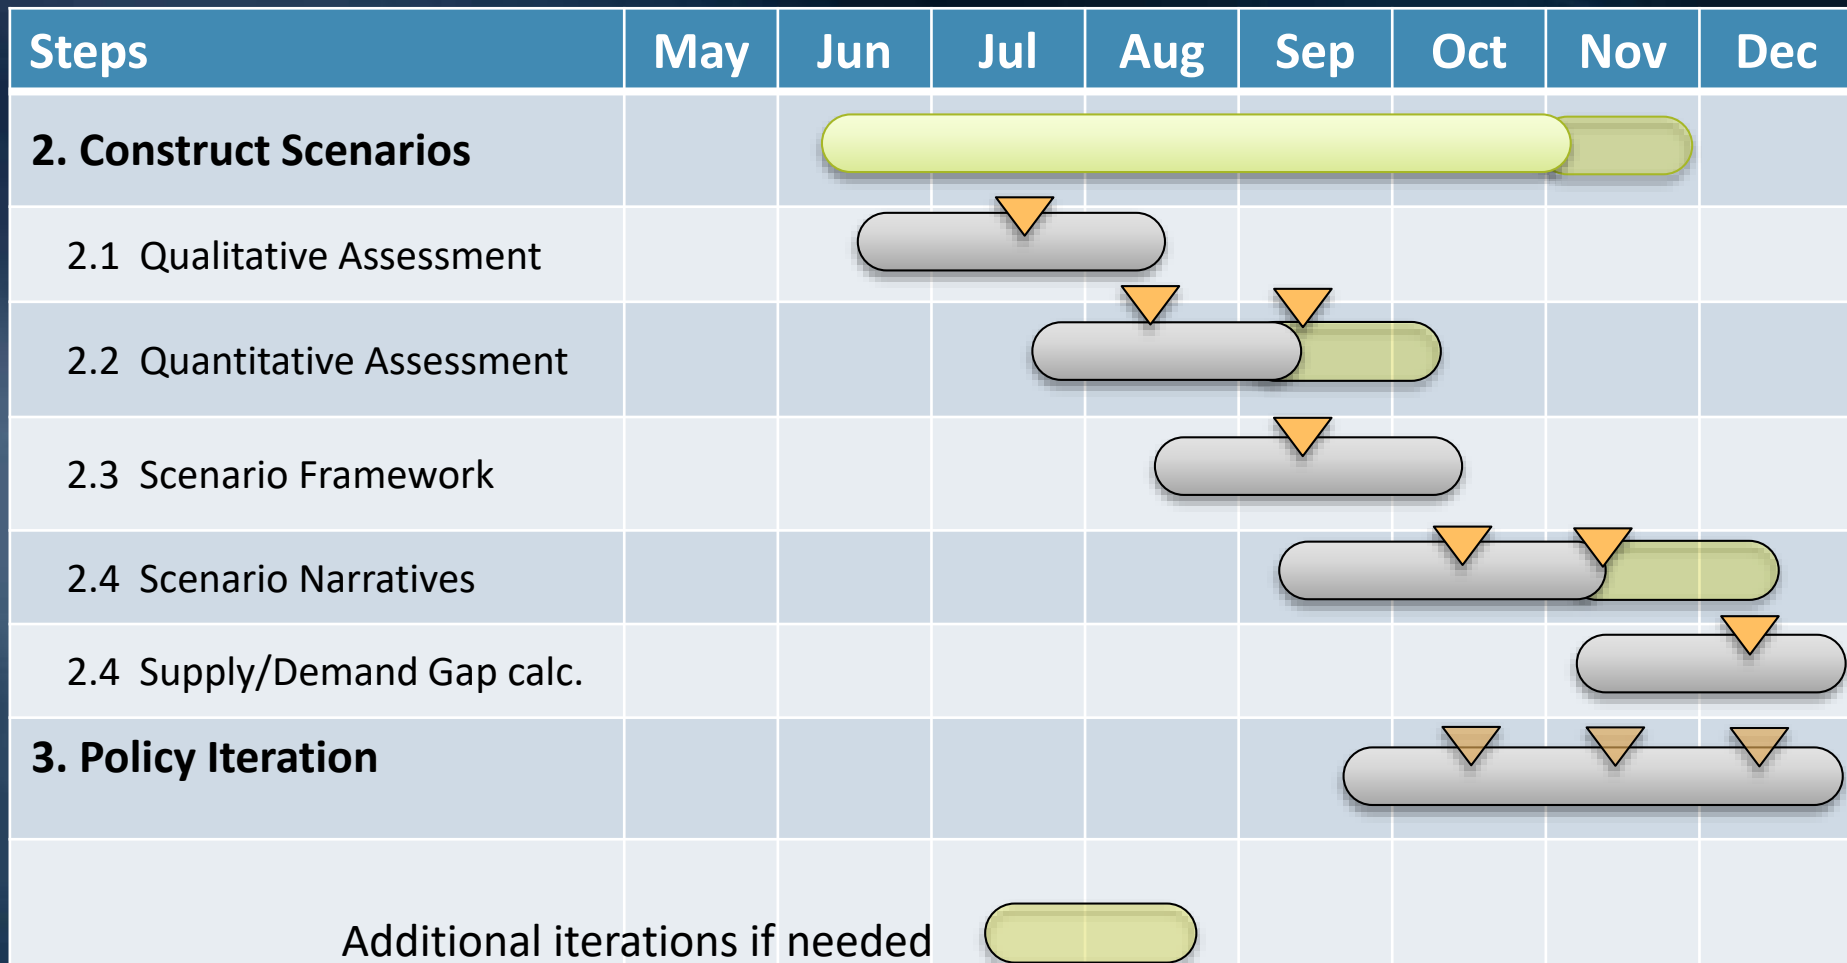 Steps May Jun Jul Aug Sep Oct Nov Dec
2. Construct Scenarios
2.1 Qualitative Assessment
2.2 Quantitative Assessment
2.3 Scenario Framework
2.4 Scenario Narratives
2.4 Supply/Demand Gap calc.
3. Policy Iteration
Additional iterations if needed